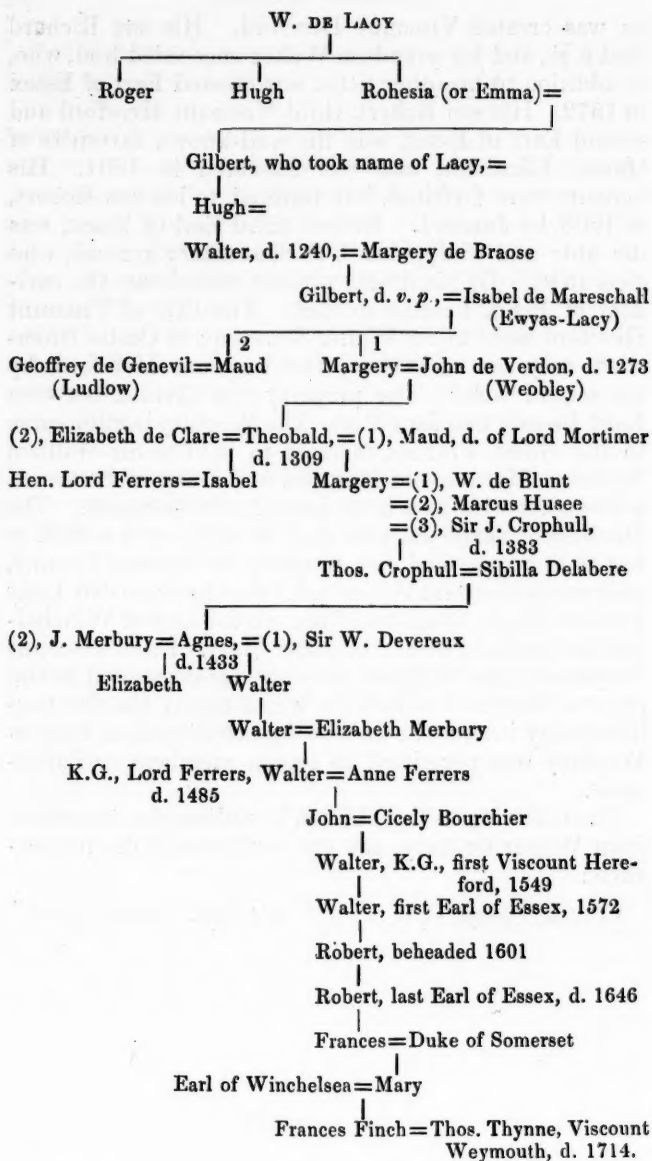 W. DE LACY
Roger Hugh Rohesia (or Emma)=
Gilbert, who took name of Lacy,=
Hugh=
Walter, d. 1240,=Margery de Braose
Gilbert, d. v. p.,=Isabel de Mareschall
(Ewyas-Lacy)
2 1
Geoffrey de Genevil=Maud Margery=John de Verdon, d. 1273
(Ludlow) (Weobley)
(2), Elizabeth de Clare=Theobald,=(1), Maud, d. of Lord Mortimer
d. 1309
Hen. Lord Ferrers=Isabel Margery=(1), W. de Blunt
=(2), Marcus Husee
=(3), Sir J. Crophull,
d. 1383
Thos. Crophull=Sibilla Delabere
(2), J. Merbury=Agnes,=(1), Sir W. Devereux
d.1433
Elizabeth Walter
Walter=Elizabeth Merbury
K.G., Lord Ferrers, Walter=Anne Ferrers
d. 1485
John=Cicely Bourchier
Walter, K.G., first Viscount Here-
ford, 1549
Walter, first Earl of Essex, 1572
Robert, beheaded 1601
Robert, last Earl of Essex, d. 1646
Frances=Duke of Somerset
Earl of Winchelsea=Mary
Frances Finch=Thos. Thynne, Viscount
Weymouth, d. 1714.